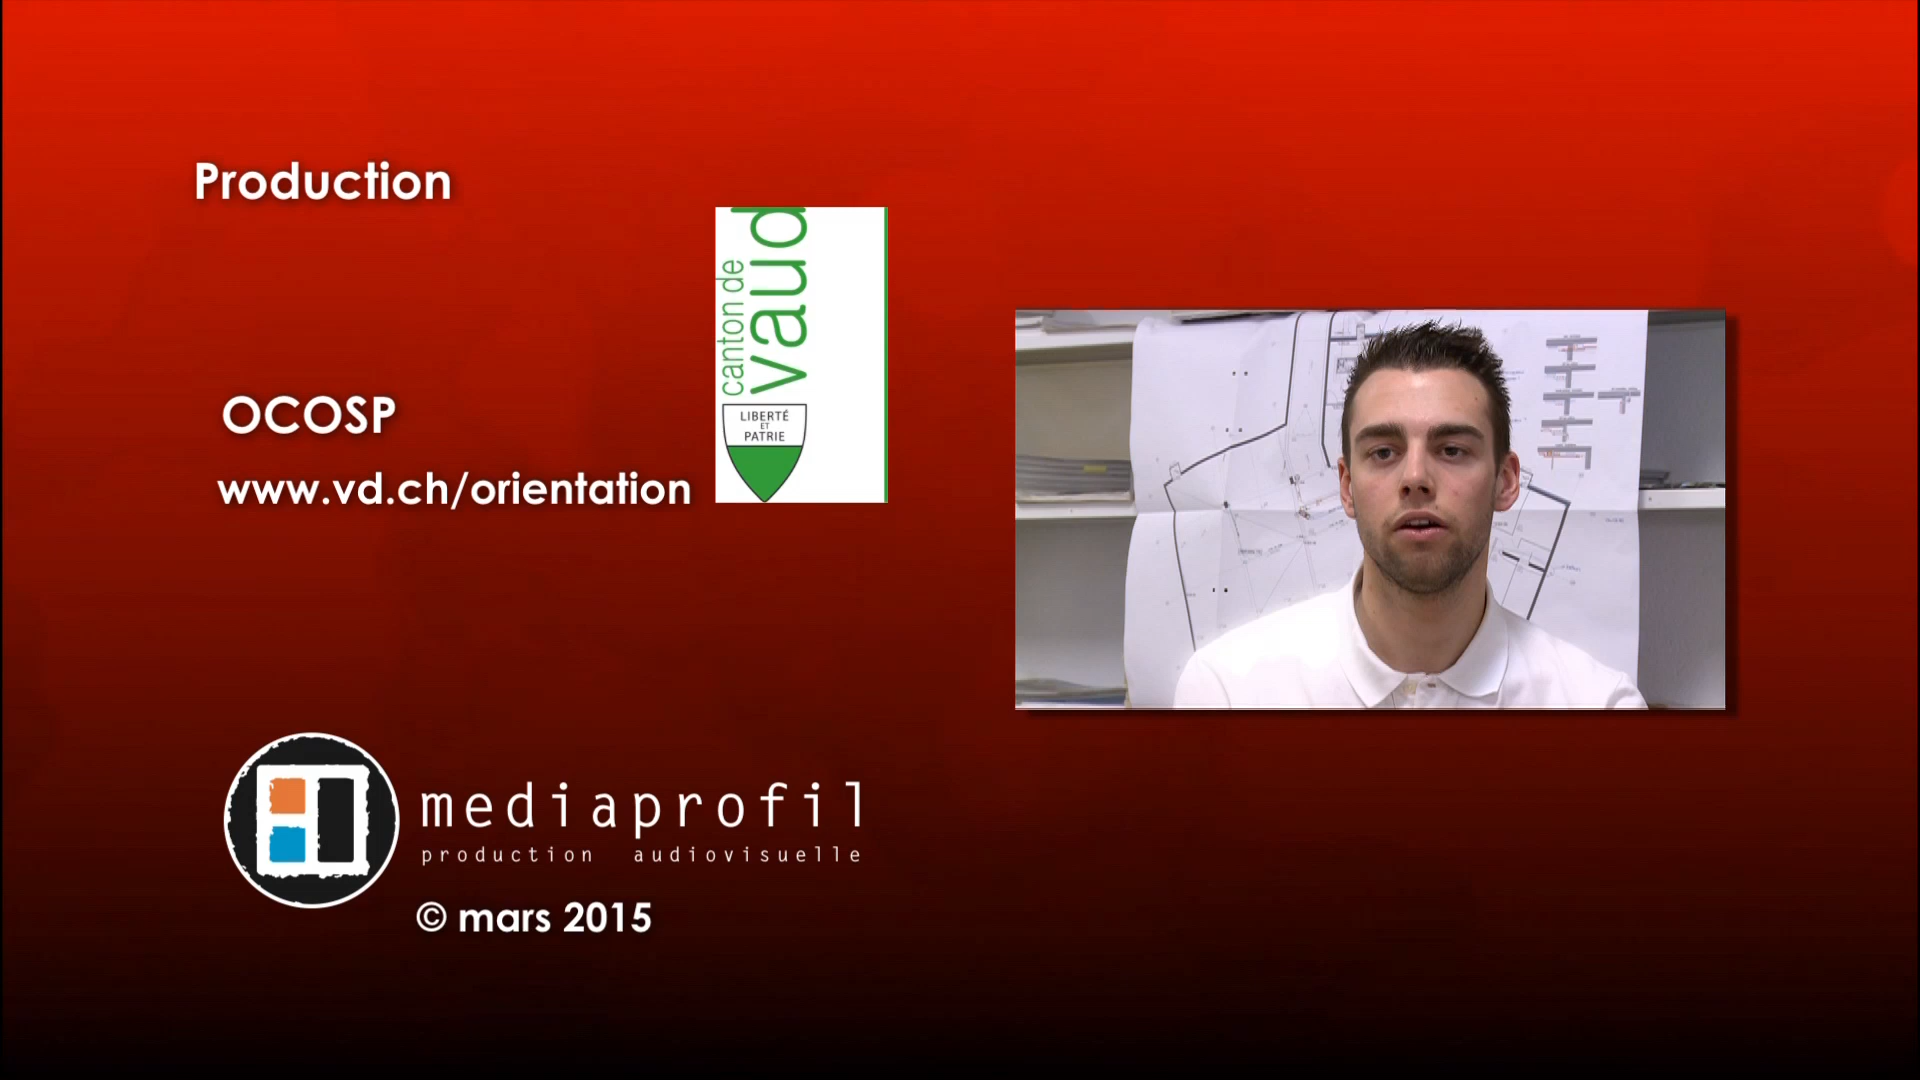 Production
canton de
vaud
LIBERTÉ
ET
PATRIE
OCOSP
www.vd.ch/orientation
mediaprofil
production audiovisuelle
© mars 2015